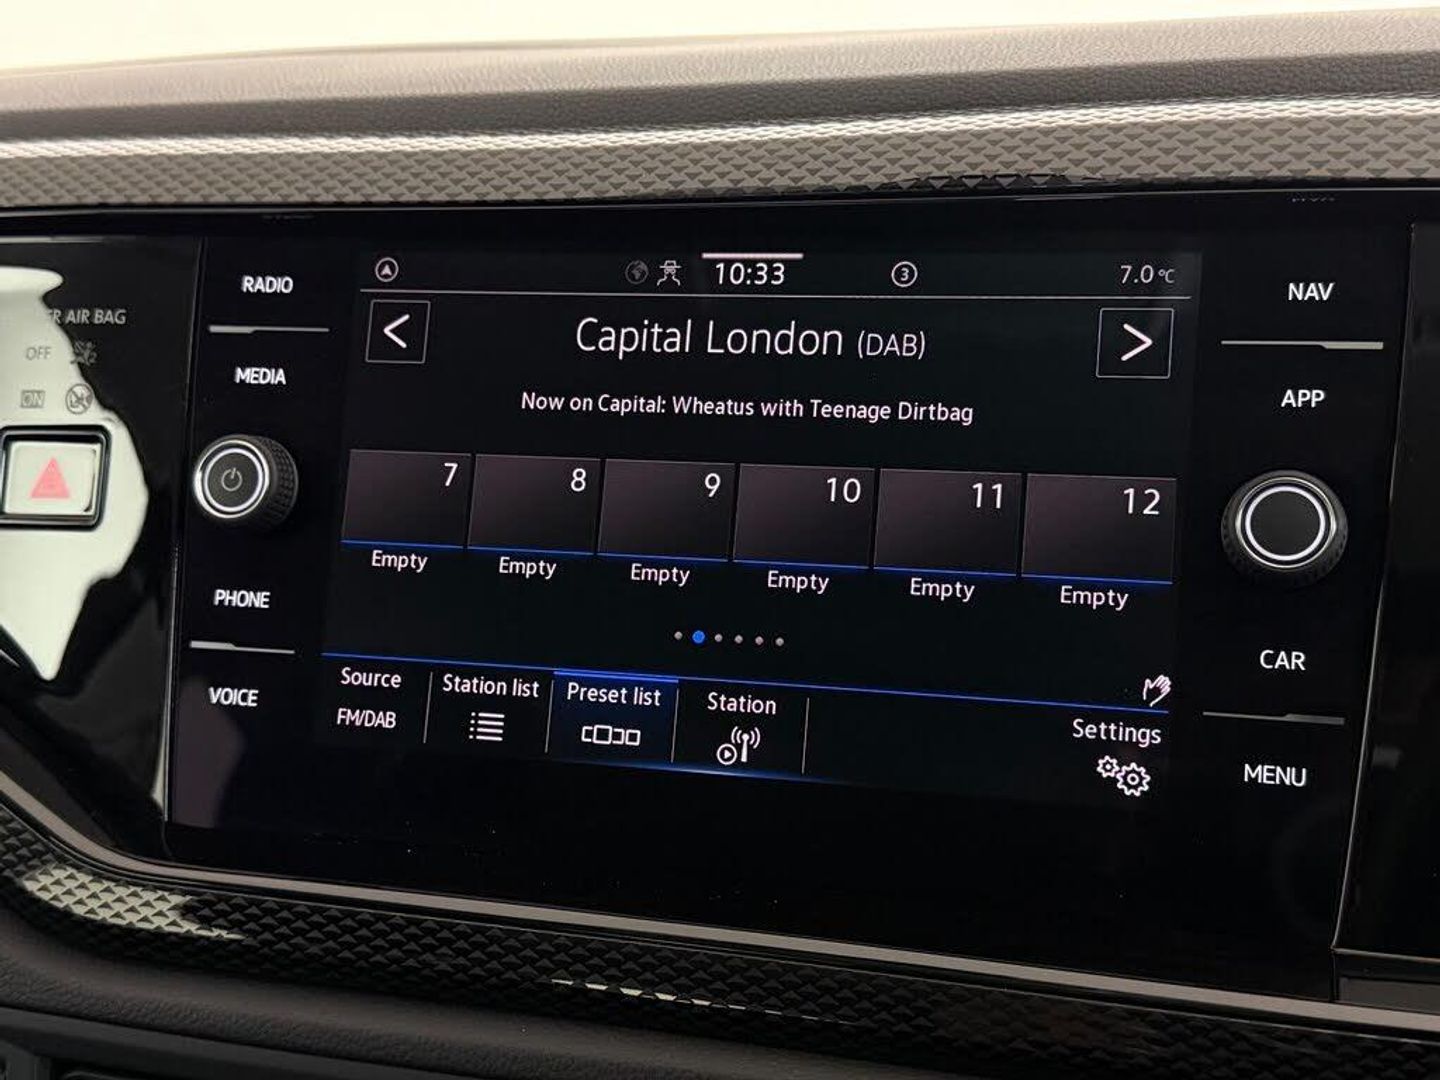 RADIO
MEDIA
PHONE
VOICE
R AIR BAG
OFF
ON
10:33
3
7.0 °C
<
Capital London (DAB)
>
Now on Capital: Wheatus with Teenage Dirtbag
7 8 9 10 11 12
Empty Empty Empty Empty Empty Empty
Source Station list Preset list Station
FM/DAB
Settings
NAV
APP
CAR
MENU